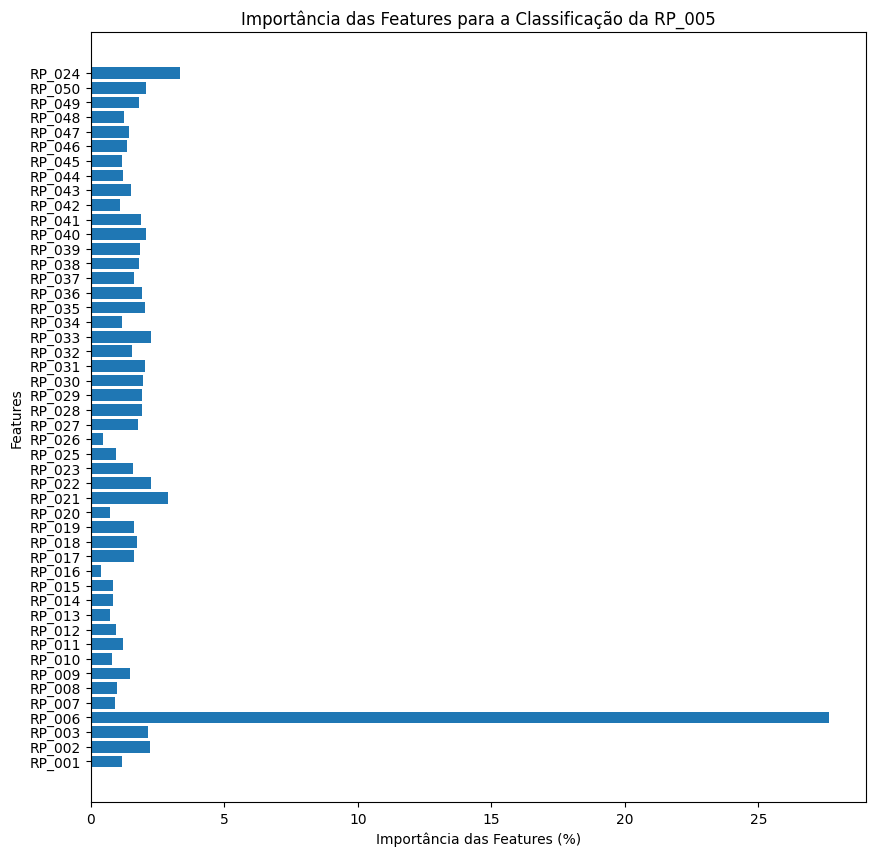 Importância das Features para a Classificação da RP_005
RP_024
RP_050
RP_049
RP_048
RP_047
RP_046
RP_045
RP_044
RP_043
RP_042
RP_041
RP_040
RP_039
RP_038
RP_037
RP_036
RP_035
RP_034
RP_033
RP_032
RP_031
RP_030
RP_029
RP_028
RP_027
RP_026
RP_025
RP_023
RP_022
RP_021
RP_020
RP_019
RP_018
RP_017
RP_016
RP_015
RP_014
RP_013
RP_012
RP_011
RP_010
RP_009
RP_008
RP_007
RP_006
RP_003
RP_002
RP_001
Features
0 5 10 15 20 25
Importância das Features (%)